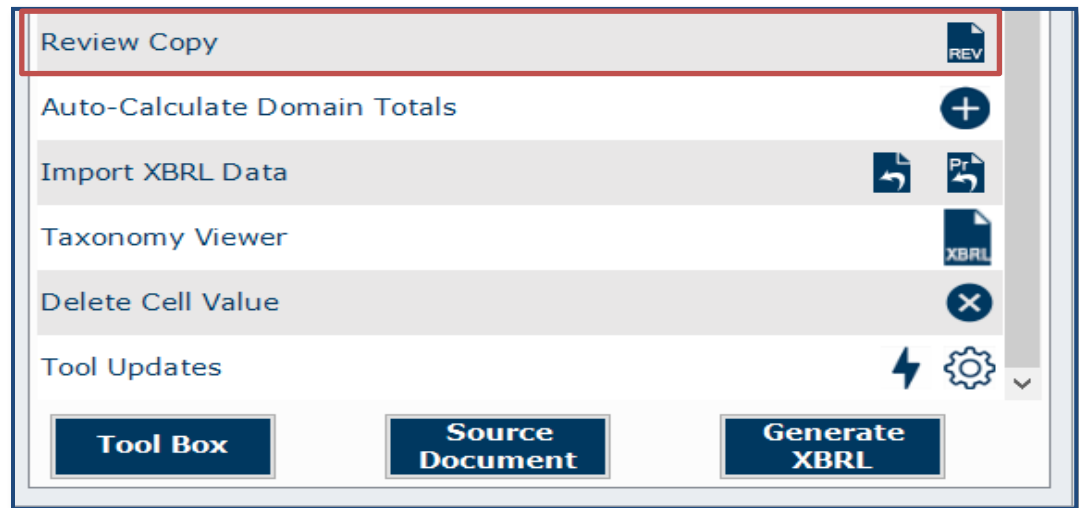 Review Copy REV
Auto-Calculate Domain Totals
Import XBRL Data Pr
Taxonomy Viewer XBRL
Delete Cell Value
Tool Updates
Tool Box
Source
Document
Generate
XBRL